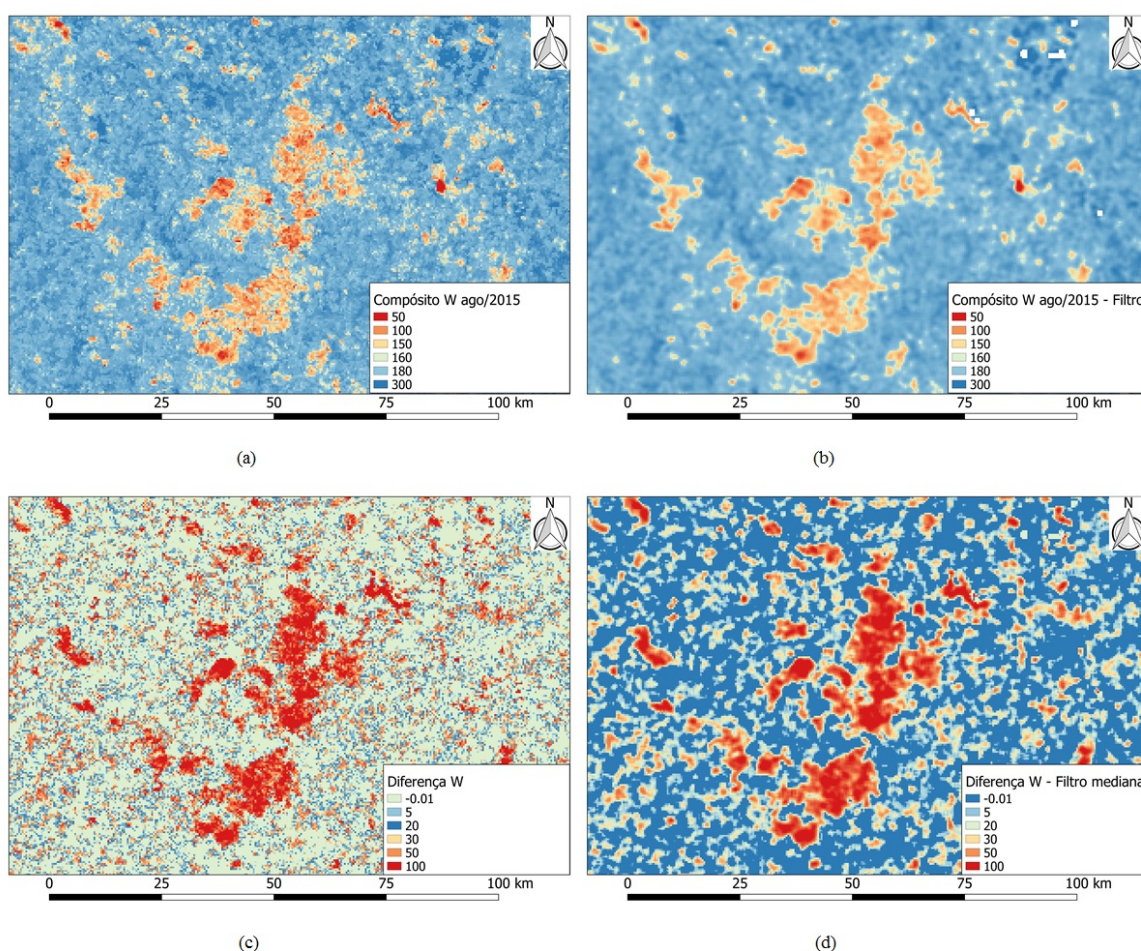 N
Compósito W ago/2015
50
100
150
160
180
300
0 25 50 75 100 km
(a)
N
Compósito W ago/2015 - Filtro
50
100
150
160
180
300
0 25 50 75 100 km
(b)
N
Diferença W
-0.01
5
20
30
50
100
0 25 50 75 100 km
(c)
N
Diferença W - Filtro mediana
-0.01
5
20
30
50
100
0 25 50 75 100 km
(d)